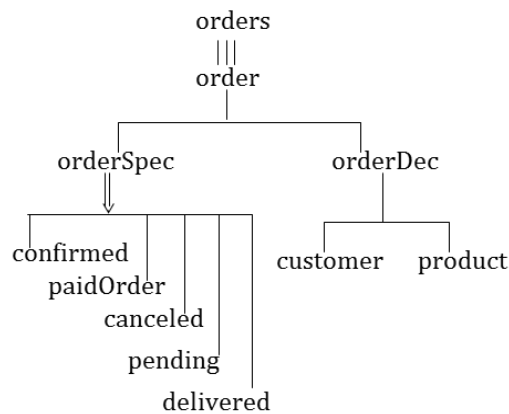 orders
order
orderSpec
orderDec
confirmed
customer
product
paidOrder
canceled
pending
delivered